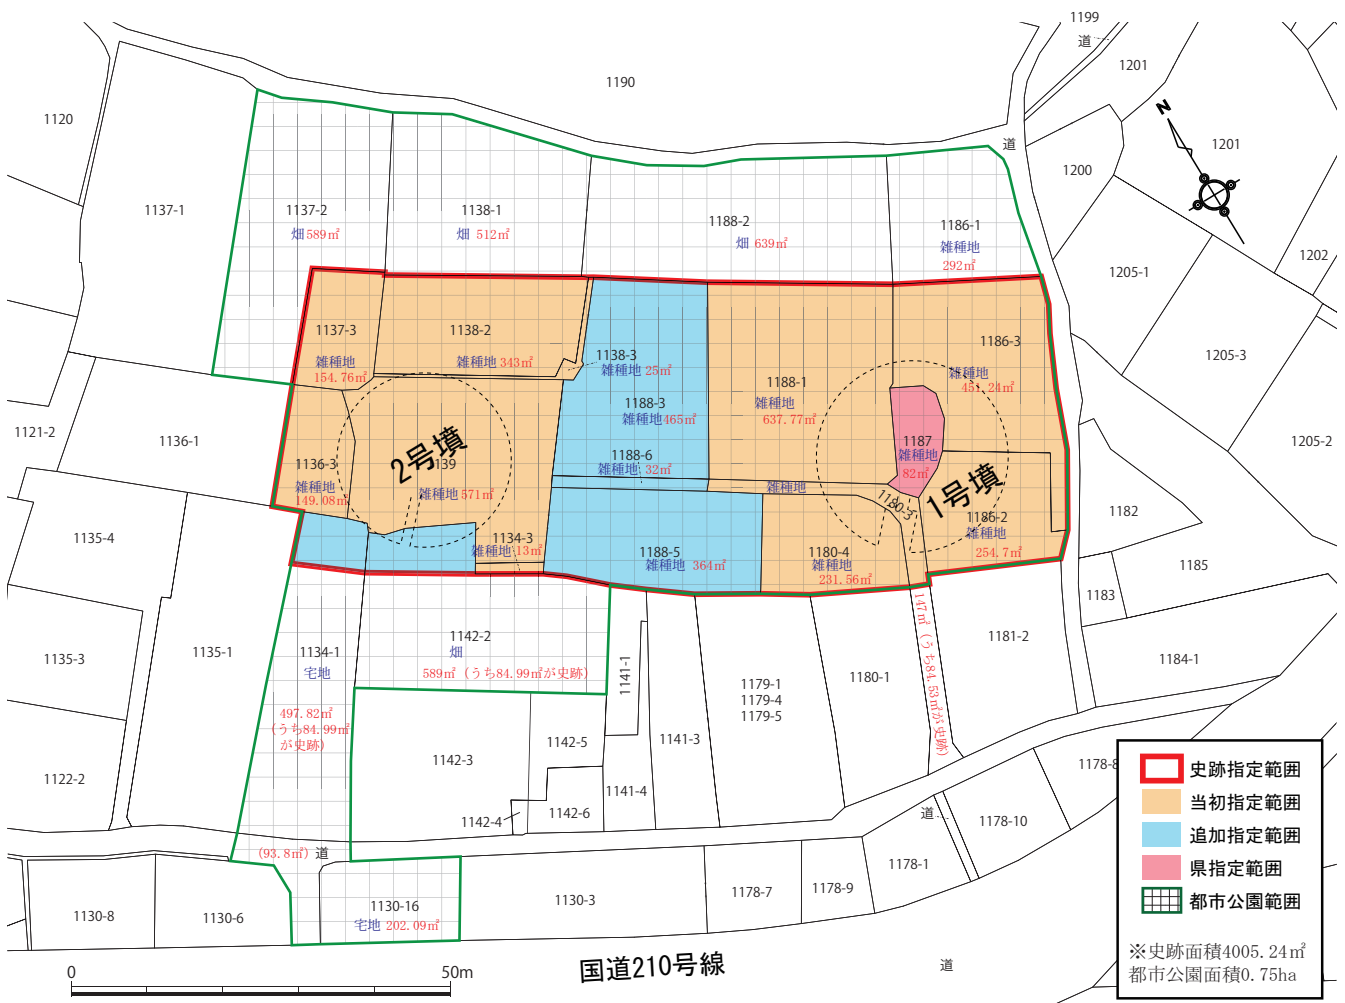 1199
道
1190
1201
1120
N
道
1201
1200
1137-1
1137-2
畑589㎡
1138-1
畑 512㎡
1188-2
畑 639㎡
1186-1
雑種地
292㎡
1202
1205-1
1137-3
雑種地
154.76㎡
1138-2
雑種地 343㎡
1138-3
雑種地 25㎡
1186-3
雑種地
451.24㎡
1205-3
1188-1
雑種地
637.77㎡
1188-3
雑種地465㎡
1121-2
1136-1
1205-2
2号墳
1139
雑種地 571㎡
1187
雑種地
82㎡
1188-6
雑種地 32㎡
1136-3
雑種地
149.08㎡
雑種地
1180-3
1号墳
1186-2
雑種地
254.7㎡
1182
1135-4
1134-3
雑種地 13㎡
1188-5
雑種地 364㎡
1180-4
雑種地
231.56㎡
1185
1183
147㎡(うち84.53㎡が史跡)
1135-3
1135-1
1134-1
宅地
1142-2
畑
589㎡(うち84.99㎡が史跡)
1141-1
1181-2
1184-1
1179-1
1179-4
1179-5
1180-1
497.82㎡
(うち84.99㎡
が史跡)
1142-5
1141-3
1142-3
1122-2
1141-4
1178-8
1142-4
1142-6
道
1178-10
(93.8㎡)
道
1178-1
1130-8
1130-6
1130-16
宅地 202.09㎡
1130-3
1178-7
1178-9
国道210号線
道
0
50m
史跡指定範囲
当初指定範囲
追加指定範囲
県指定範囲
都市公園範囲
※史跡面積4005.24㎡
都市公園面積0.75ha